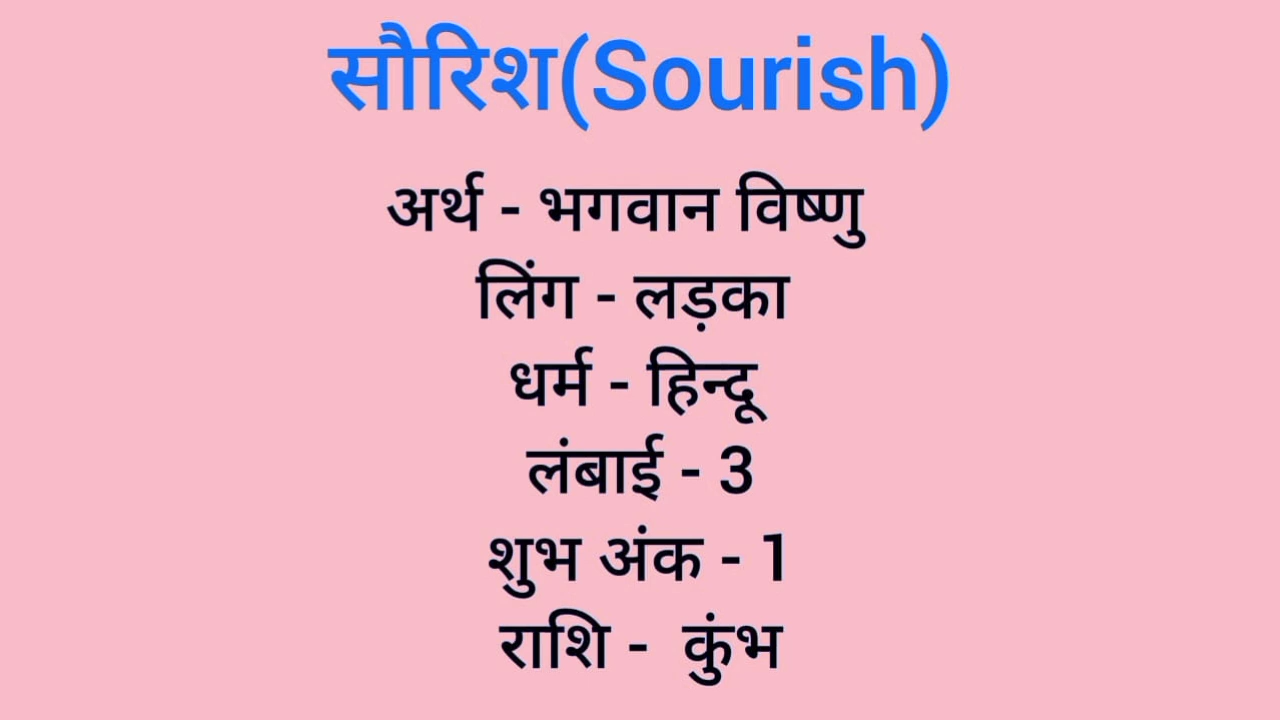 सौरिश(Sourish)
अर्थ - भगवान विष्णु
लिंग - लड़का
धर्म - हिन्दू
लंबाई - 3
शुभ अंक - 1
राशि - कुंभ